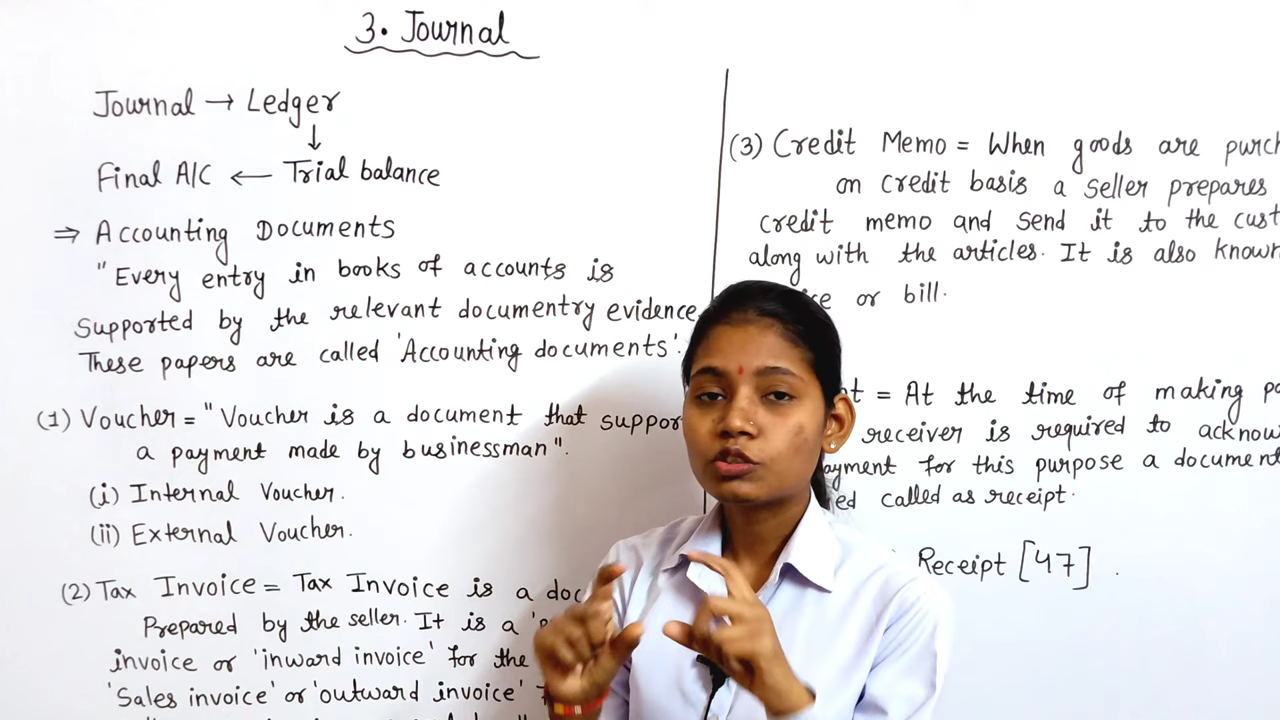 3. Journal
Journal → Ledger
↓
Final A/C ← Trial balance
⇒ Accounting Documents
"Every entry in books of accounts is
supported by the relevant documentry evidence
These papers are called 'Accounting documents'.
(1) Voucher = "Voucher is a document that suppor
a payment made by businessman".
(i) Internal Voucher.
(ii) External Voucher.
(2) Tax Invoice = Tax Invoice is a doc
Prepared by the seller. It is a
invoice or 'inward invoice' for the
'Sales invoice' or 'outward invoice'
(3) Credit Memo = When goods are purch
on credit basis a seller prepares
credit memo and send it to the cust
along with the articles. It is also known
or bill.
= At the time of making
receiver is required to acknow
ayment for this purpose a document
ed called as receipt.
Receipt [47].